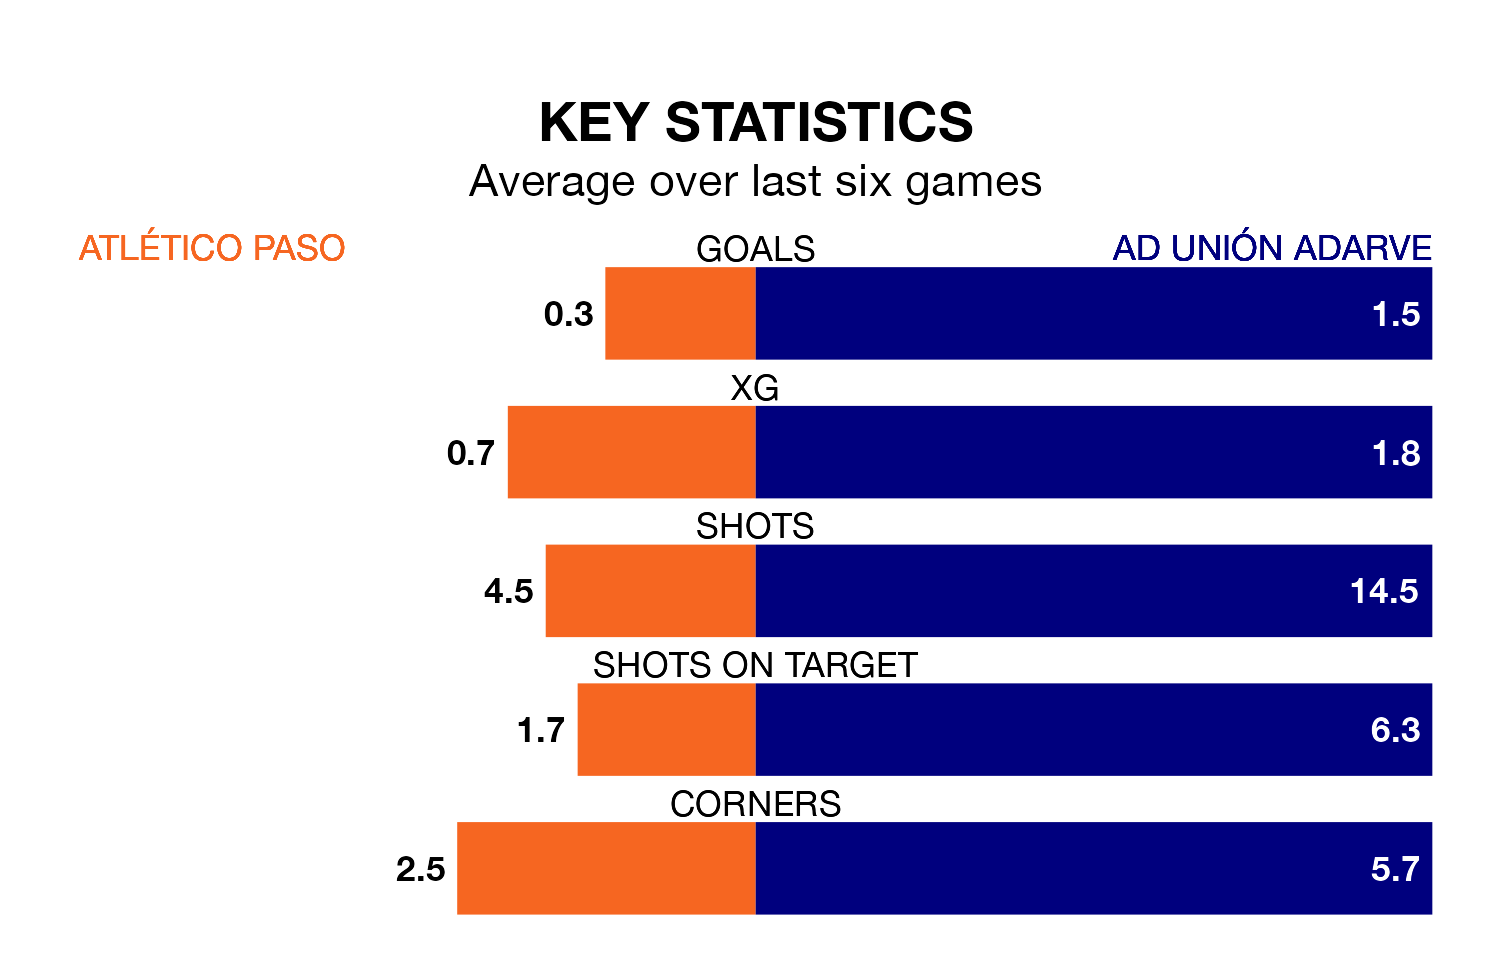 KEY STATISTICS
Average over last six games
ATLÉTICO PASO
GOALS
AD UNIÓN ADARVE
0.3
1.5
XG
0.7
1.8
SHOTS
4.5
14.5
SHOTS ON TARGET
1.7
6.3
CORNERS
2.5
5.7